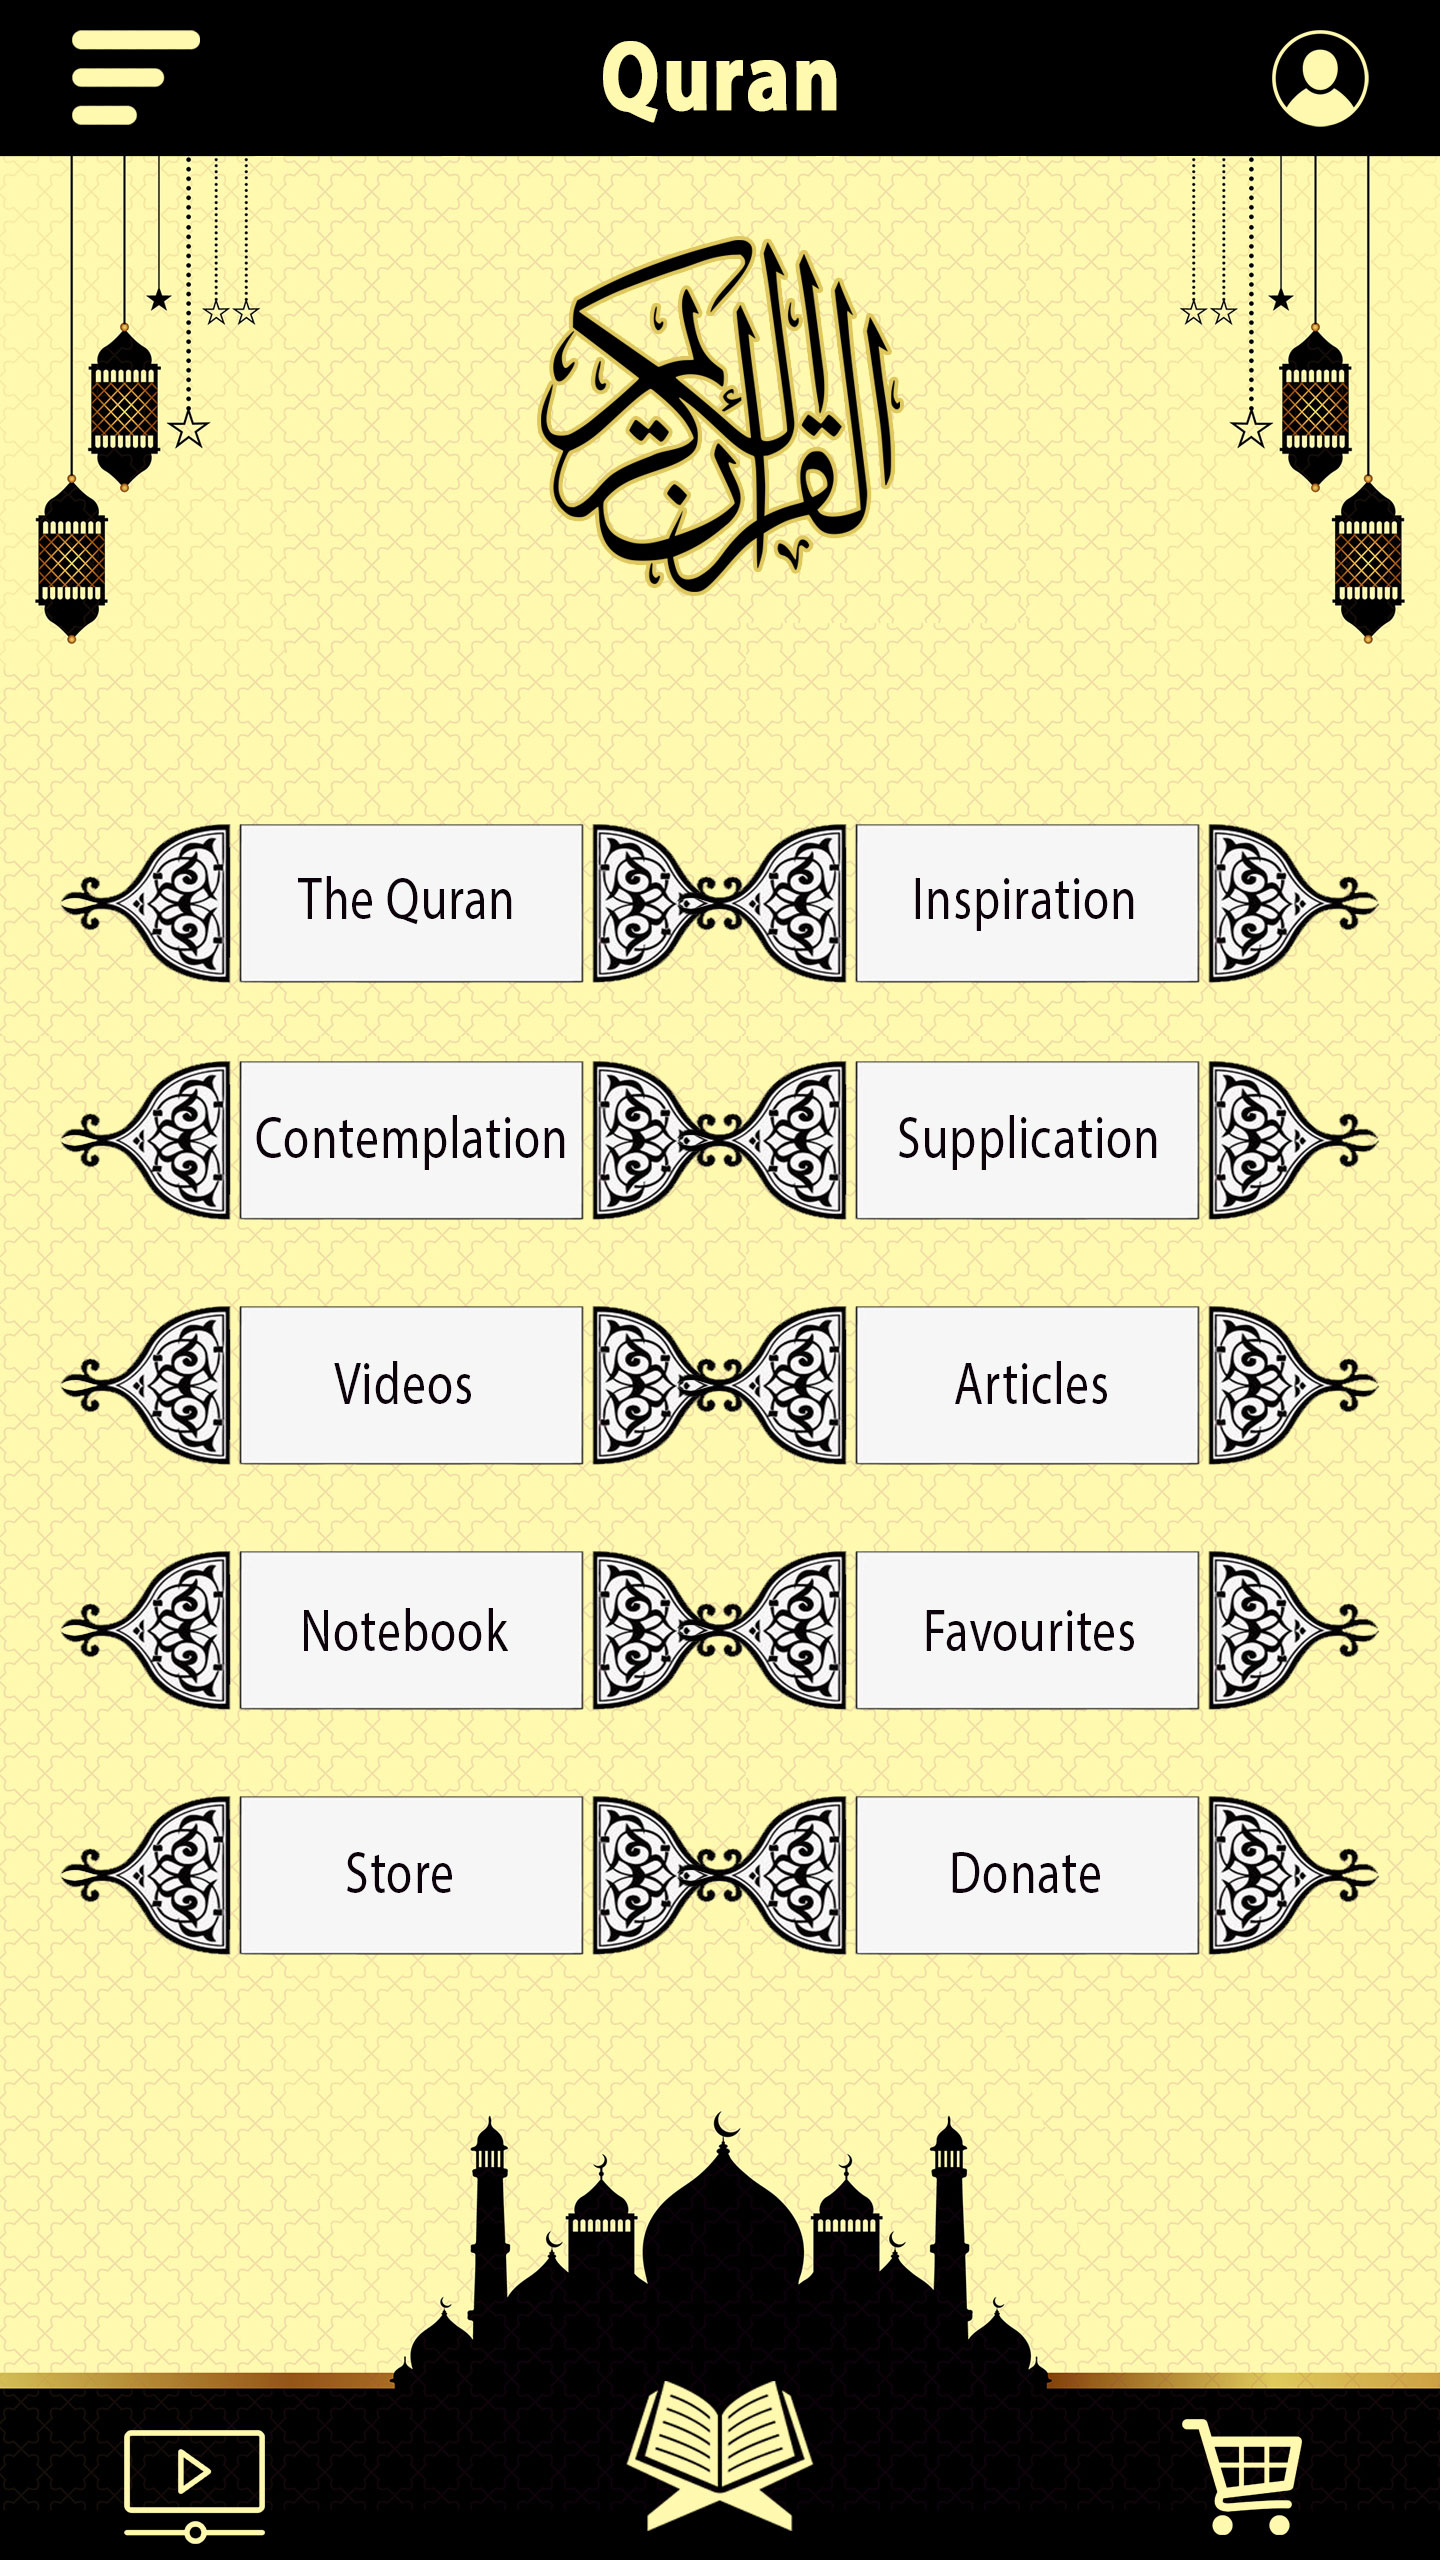 Quran
القرآن الكريم
The Quran
Inspiration
Contemplation
Supplication
Videos
Articles
Notebook
Favourites
Store
Donate